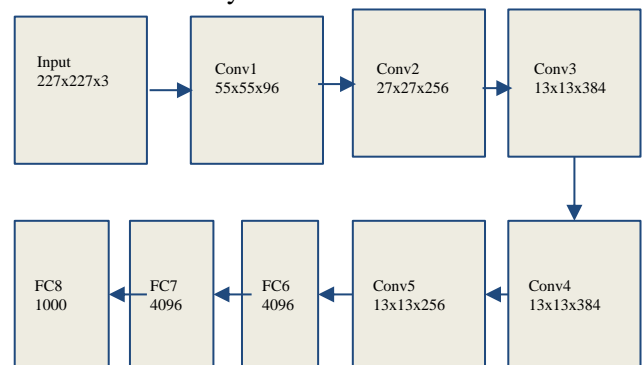 Input
227x227x3
Conv1
55x55x96
Conv2
27x27x256
Conv3
13x13x384
FC8
1000
FC7
4096
FC6
4096
Conv5
13x13x256
Conv4
13x13x384